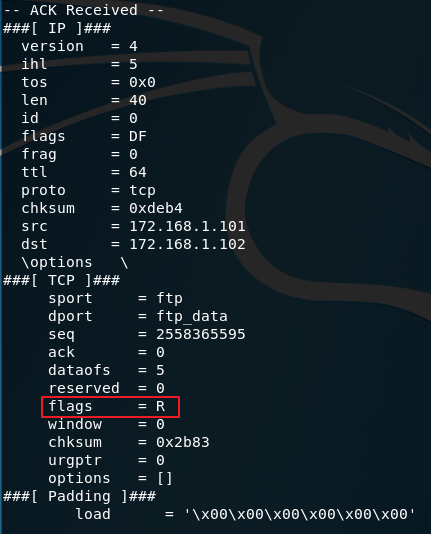 -- ACK Received --
###[ IP ]###
  version   = 4
  ihl       = 5
  tos       = 0x0
  len       = 40
  id        = 0
  flags     = DF
  frag      = 0
  ttl       = 64
  proto     = tcp
  chksum    = 0xdeb4
  src       = 172.168.1.101
  dst       = 172.168.1.102
  \options   \
###[ TCP ]###
     sport     = ftp
     dport     = ftp_data
     seq       = 2558365595
     ack       = 0
     dataofs   = 5
     reserved  = 0
     flags     = R
     window    = 0
     chksum    = 0x2b83
     urgptr    = 0
     options   = []
###[ Padding ]###
        load      = '\x00\x00\x00\x00\x00\x00'